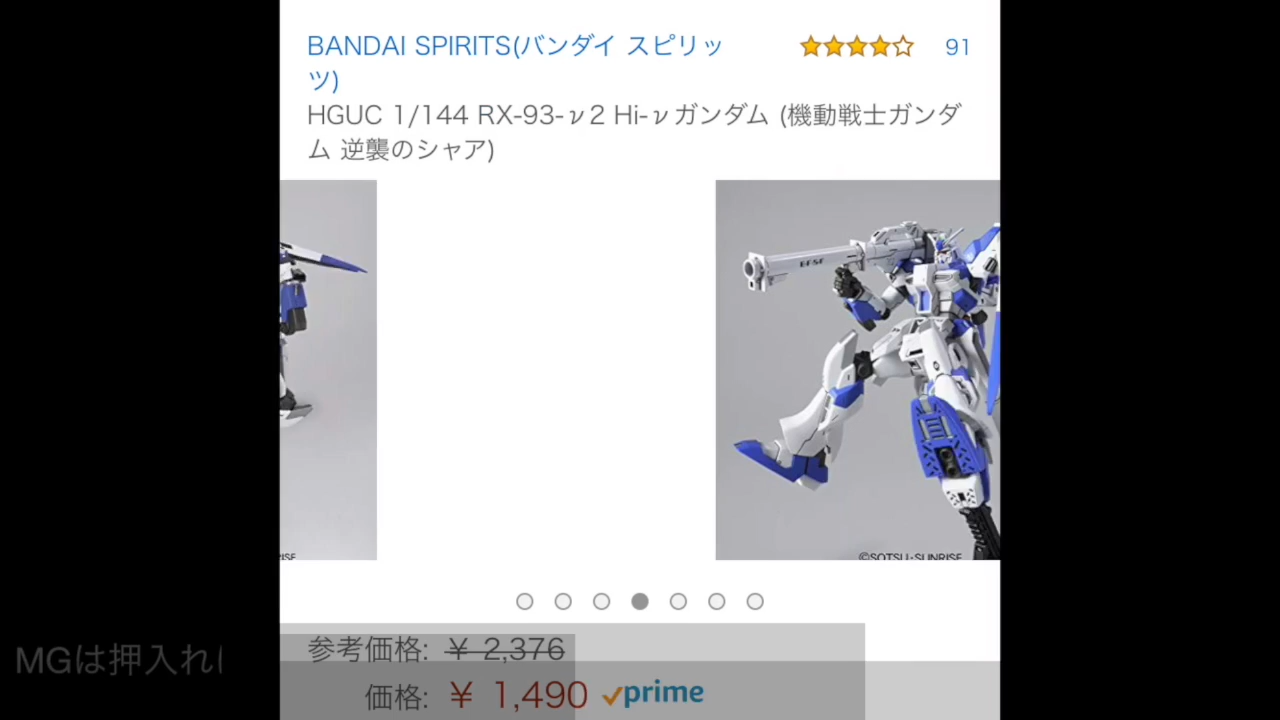 BANDAI SPIRITS(バンダイ スピリッ
ツ)
91
HGUC 1/144 RX-93-ν2 Hi-νガンダム (機動戦士ガンダ
ム 逆襲のシャア)
EFSF
©SOTSU・SUNRISE
参考価格: ¥ 2,376
価格: ¥ 1,490 prime
MGは押入れ